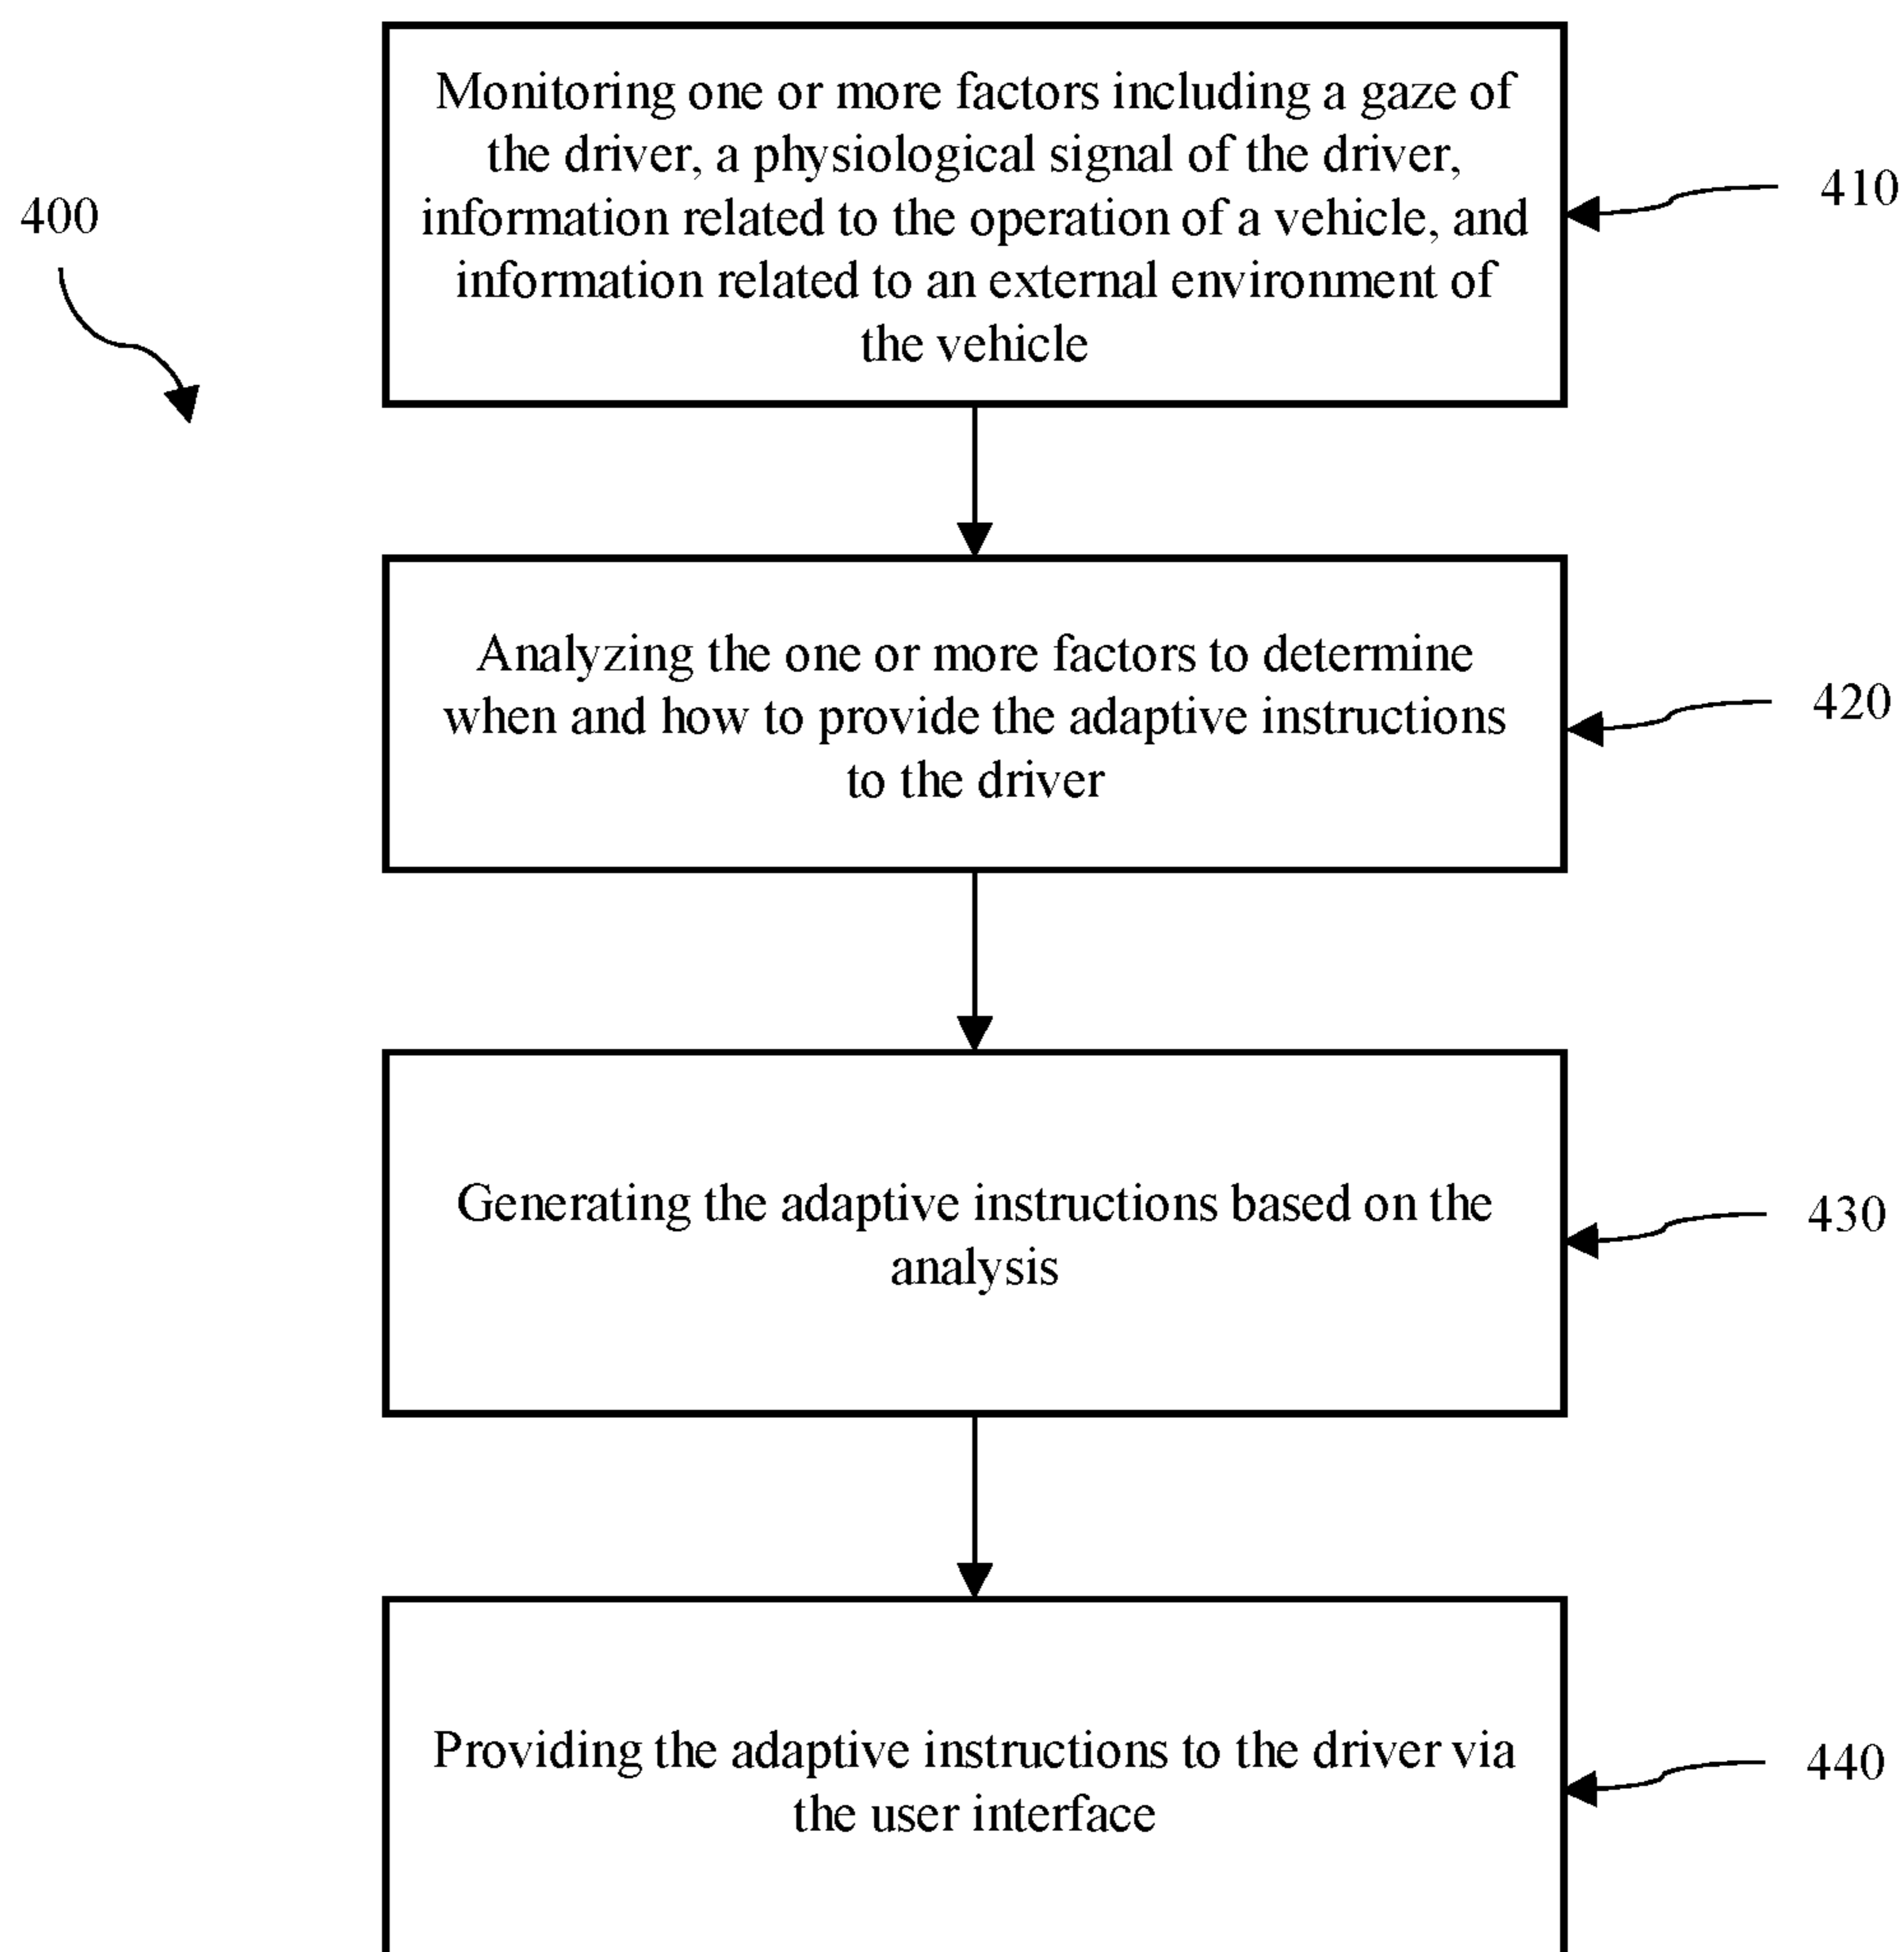 Monitoring one or more factors including a gaze of
the driver, a physiological signal of the driver,
information related to the operation of a vehicle, and
information related to an external environment of
the vehicle
410
400
Analyzing the one or more factors to determine
when and how to provide the adaptive instructions
to the driver
420
Generating the adaptive instructions based on the
analysis
430
Providing the adaptive instructions to the driver via
the user interface
440